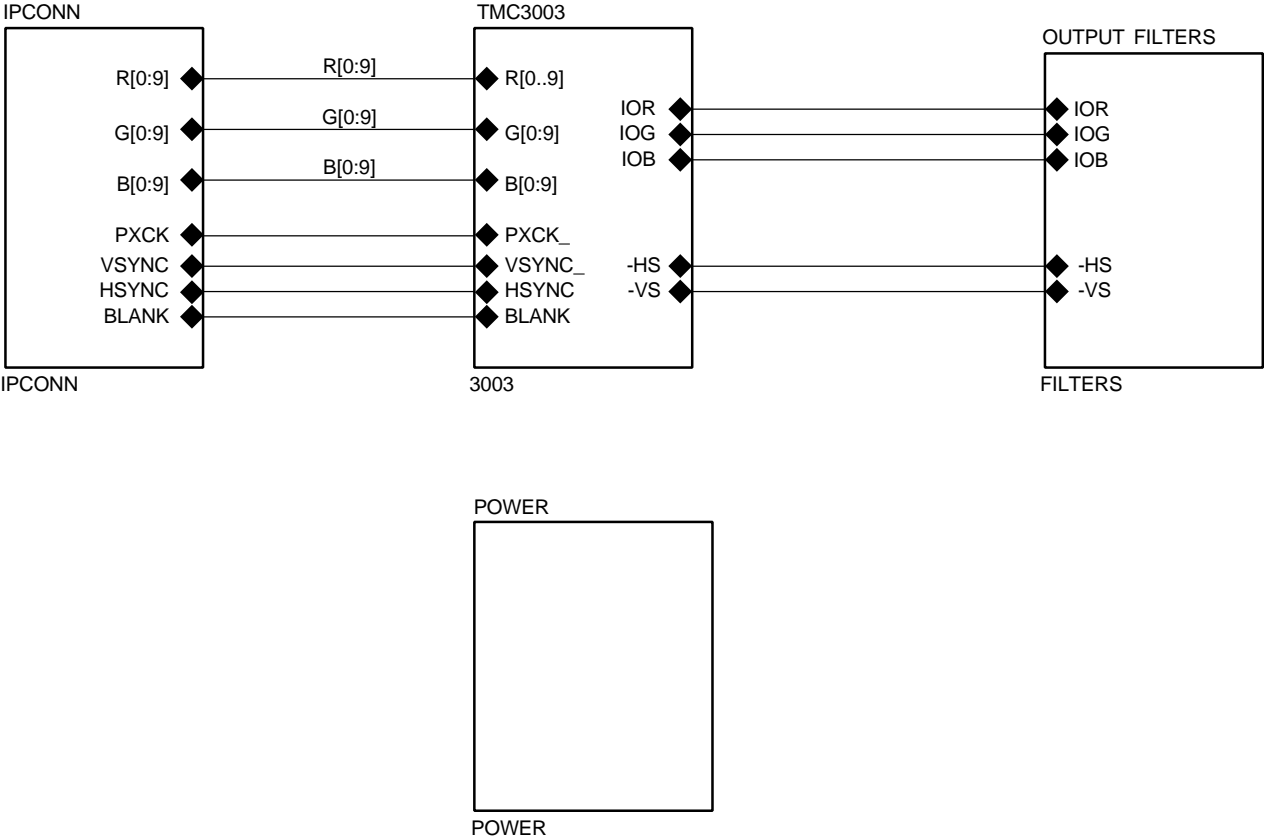 IPCONN
R[0:9]
G[0:9]
B[0:9]
PXCK
VSYNC
HSYNC
BLANK
IPCONN
R[0:9]
G[0:9]
B[0:9]
TMC3003
R[0..9]
G[0:9]
B[0:9]
PXCK_
VSYNC_
HSYNC
BLANK
IOR
IOG
IOB
-HS
-VS
3003
OUTPUT FILTERS
IOR
IOG
IOB
-HS
-VS
FILTERS
POWER
POWER